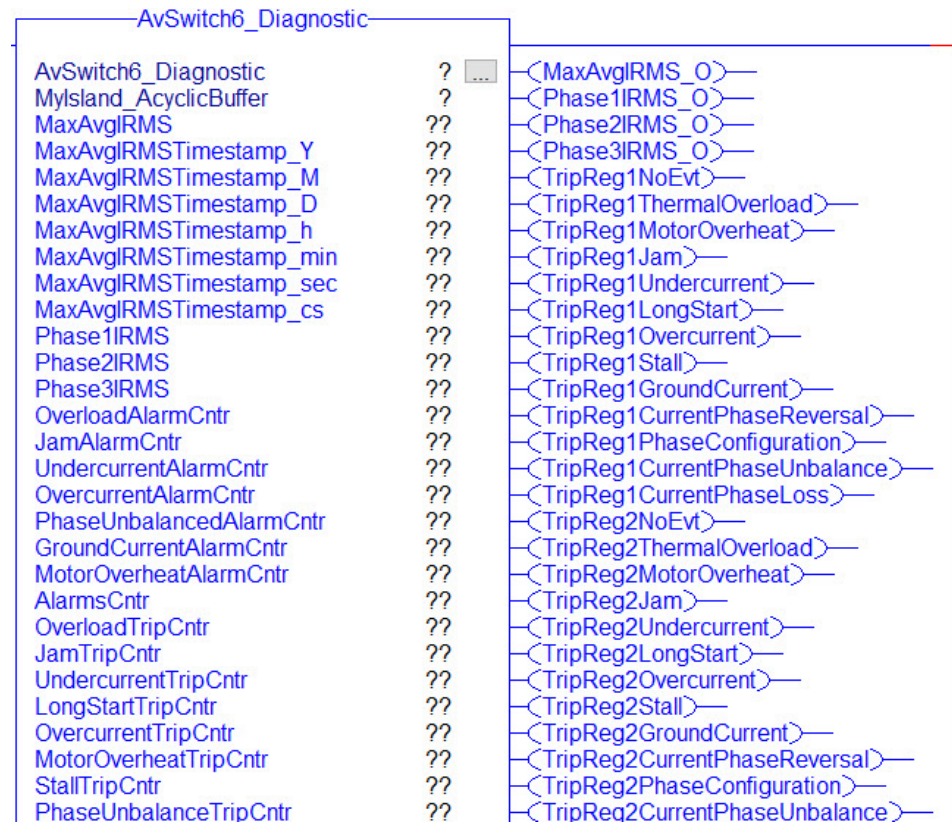 AvSwitch6_Diagnostic
AvSwitch6_Diagnostic ? ... MaxAvgIRMS_O
MyIsland_AcyclicBuffer ? Phase1IRMS_O
MaxAvgIRMS ?? Phase2IRMS_O
MaxAvgIRMSTimestamp_Y ?? Phase3IRMS_O
MaxAvgIRMSTimestamp_M ?? TripReg1NoEvt
MaxAvgIRMSTimestamp_D ?? TripReg1ThermalOverload
MaxAvgIRMSTimestamp_h ?? TripReg1MotorOverheat
MaxAvgIRMSTimestamp_min ?? TripReg1Jam
MaxAvgIRMSTimestamp_sec ?? TripReg1Undercurrent
MaxAvgIRMSTimestamp_cs ?? TripReg1LongStart
Phase1IRMS ?? TripReg1Overcurrent
Phase2IRMS ?? TripReg1Stall
Phase3IRMS ?? TripReg1GroundCurrent
OverloadAlarmCntr ?? TripReg1CurrentPhaseReversal
JamAlarmCntr ?? TripReg1PhaseConfiguration
UndercurrentAlarmCntr ?? TripReg1CurrentPhaseUnbalance
OvercurrentAlarmCntr ?? TripReg1CurrentPhaseLoss
PhaseUnbalancedAlarmCntr ?? TripReg2NoEvt
GroundCurrentAlarmCntr ?? TripReg2ThermalOverload
MotorOverheatAlarmCntr ?? TripReg2MotorOverheat
AlarmsCntr ?? TripReg2Jam
OverloadTripCntr ?? TripReg2Undercurrent
JamTripCntr ?? TripReg2LongStart
UndercurrentTripCntr ?? TripReg2Overcurrent
LongStartTripCntr ?? TripReg2Stall
OvercurrentTripCntr ?? TripReg2GroundCurrent
MotorOverheatTripCntr ?? TripReg2CurrentPhaseReversal
StallTripCntr ?? TripReg2PhaseConfiguration
PhaseUnbalanceTripCntr ?? TripReg2CurrentPhaseUnbalance